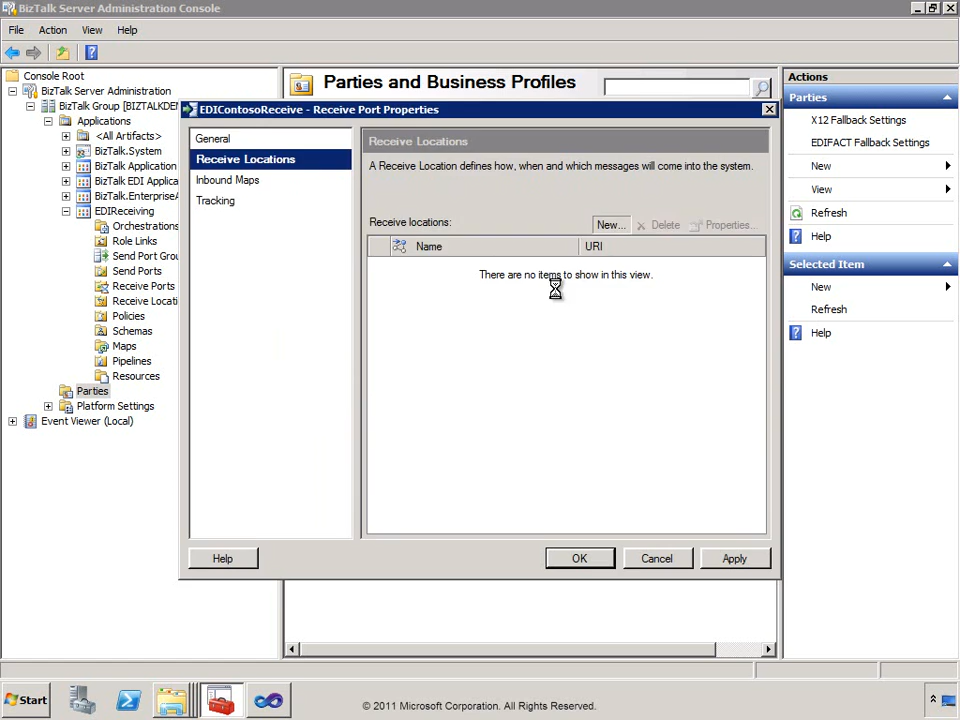 BizTalk Server Administration Console
File Action View Help
Console Root
BizTalk Server Administration
BizTalk Group [BIZTALKDE
Applications
<All Artifacts>
BizTalk.System
BizTalk Application
BizTalk EDI Applica
BizTalk.Enterprise
EDIReceiving
Orchestrations
Role Links
Send Port Grou
Send Ports
Receive Ports
Receive Locati
Policies
Schemas
Maps
Pipelines
Resources
Parties
Platform Settings
Event Viewer (Local)
Parties and Business Profiles
EDIContosoReceive - Receive Port Properties
General
Receive Locations
Inbound Maps
Tracking
Receive Locations
A Receive Location defines how, when and which messages will come into the system.
Receive locations:
New... Delete Properties...
Name URI
There are no items to show in this view.
Help OK Cancel Apply
Actions
Parties
X12 Fallback Settings
EDIFACT Fallback Settings
New
View
Refresh
Help
Selected Item
New
Refresh
Help
Start
© 2011 Microsoft Corporation. All Rights Reserved.